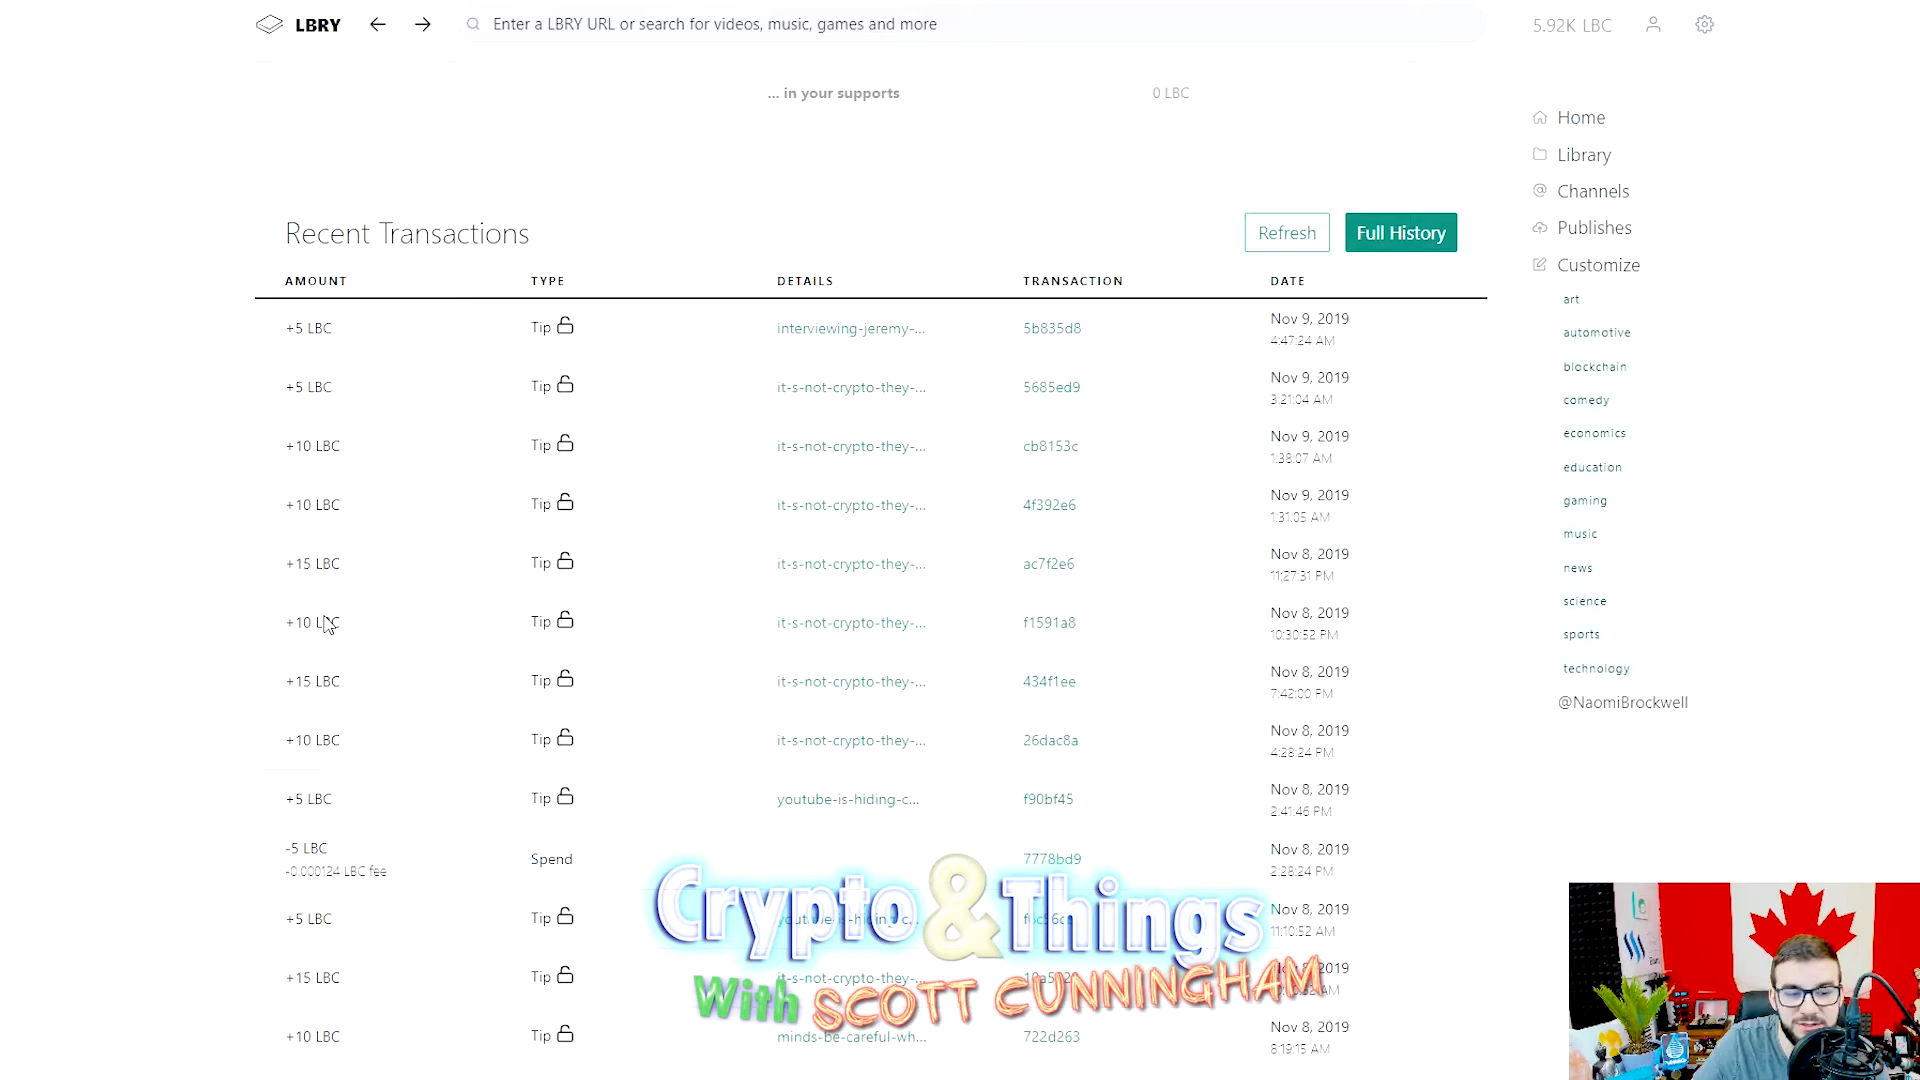 LBRY
Enter a LBRY URL or search for videos, music, games and more
5.92K LBC
... in your supports 0 LBC
Home
Library
Channels
Publishes
Customize
art
automotive
blockchain
comedy
economics
education
gaming
music
news
science
sports
technology
@NaomiBrockwell
Recent Transactions
Refresh
Full History
AMOUNT TYPE DETAILS TRANSACTION DATE
+5 LBC Tip interviewing-jeremy-... 5b835d8 Nov 9, 2019
4:47:24 AM
+5 LBC Tip it-s-not-crypto-they-... 5685ed9 Nov 9, 2019
3:21:04 AM
+10 LBC Tip it-s-not-crypto-they-... cb8153c Nov 9, 2019
1:38:07 AM
+10 LBC Tip it-s-not-crypto-they-... 4f392e6 Nov 9, 2019
1:31:05 AM
+15 LBC Tip it-s-not-crypto-they-... ac7f2e6 Nov 8, 2019
11:27:31 PM
+10 LBC Tip it-s-not-crypto-they-... f1591a8 Nov 8, 2019
10:30:52 PM
+15 LBC Tip it-s-not-crypto-they-... 434f1ee Nov 8, 2019
7:42:00 PM
+10 LBC Tip it-s-not-crypto-they-... 26dac8a Nov 8, 2019
4:28:24 PM
+5 LBC Tip youtube-is-hiding-c... f90bf45 Nov 8, 2019
2:41:46 PM
-5 LBC Spend 7778bd9 Nov 8, 2019
-0.000124 LBC fee 2:28:24 PM
+5 LBC Tip Nov 8, 2019
11:10:52 AM
+15 LBC Tip it-s-not-crypto-they-... 2019
AM
+10 LBC Tip minds-be-careful-wh... 722d263 Nov 8, 2019
8:19:15 AM
Crypto & Things
With SCOTT CUNNINGHAM